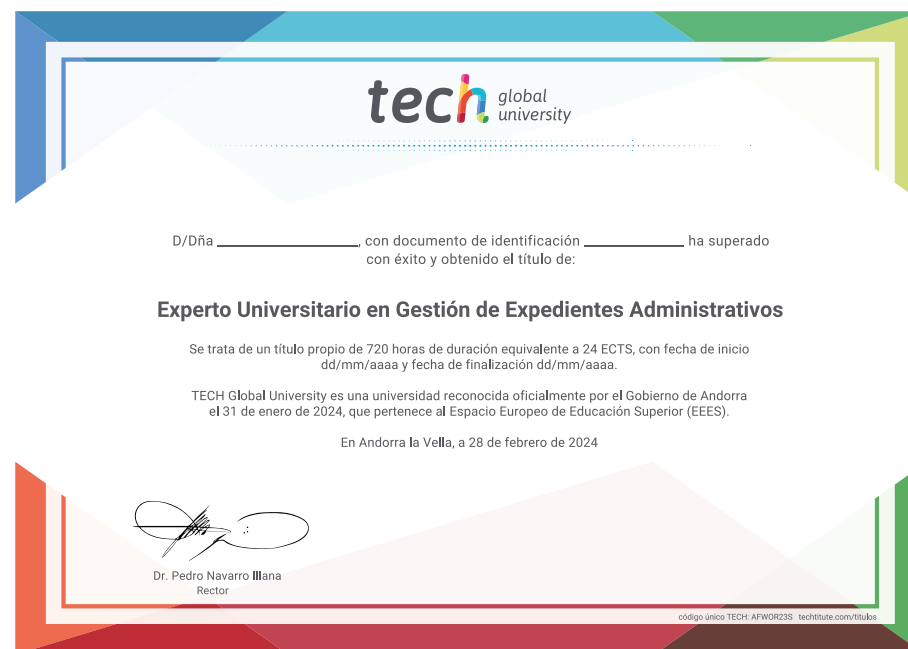 tech global
university
D/Dña ______________, con documento de identificación __________ ha superado
con éxito y obtenido el título de:
Experto Universitario en Gestión de Expedientes Administrativos
Se trata de un título propio de 720 horas de duración equivalente a 24 ECTS, con fecha de inicio
dd/mm/aaaa y fecha de finalización dd/mm/aaaa.
TECH Global University es una universidad reconocida oficialmente por el Gobierno de Andorra
el 31 de enero de 2024, que pertenece al Espacio Europeo de Educación Superior (EEES).
En Andorra la Vella, a 28 de febrero de 2024
Dr. Pedro Navarro Illana
Rector
código único TECH: AFWOR23S techtitute.com/titulos